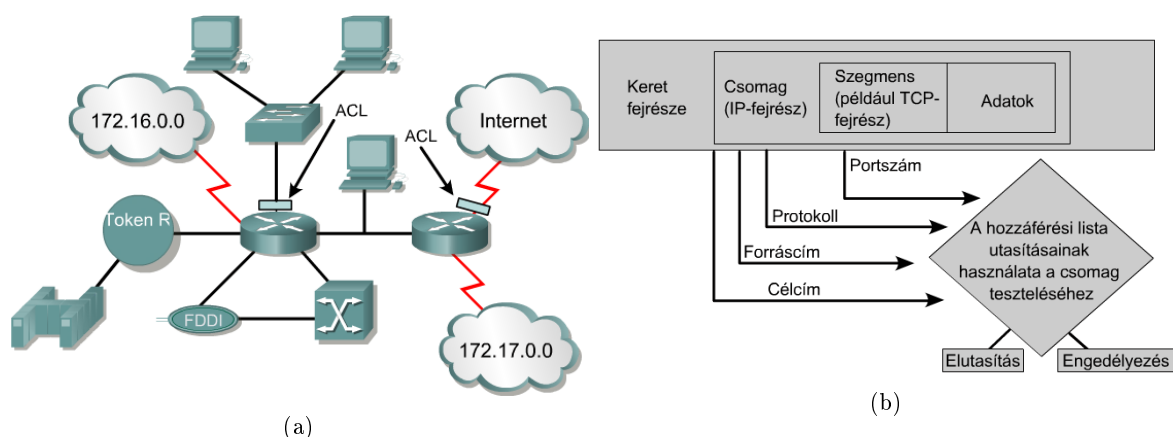 ACL
172.16.0.0
Internet
ACL
Token R
FDDI
172.17.0.0
(a)
Keret
fejrésze
Csomag
(IP-fejrész)
Szegmens
(például TCP-
fejrész)
Adatok
Portszám
Protokoll
Forráscím
Célcím
A hozzáférési lista
utasításainak
használata a csomag
teszteléséhez
Elutasítás
Engedélyezés
(b)